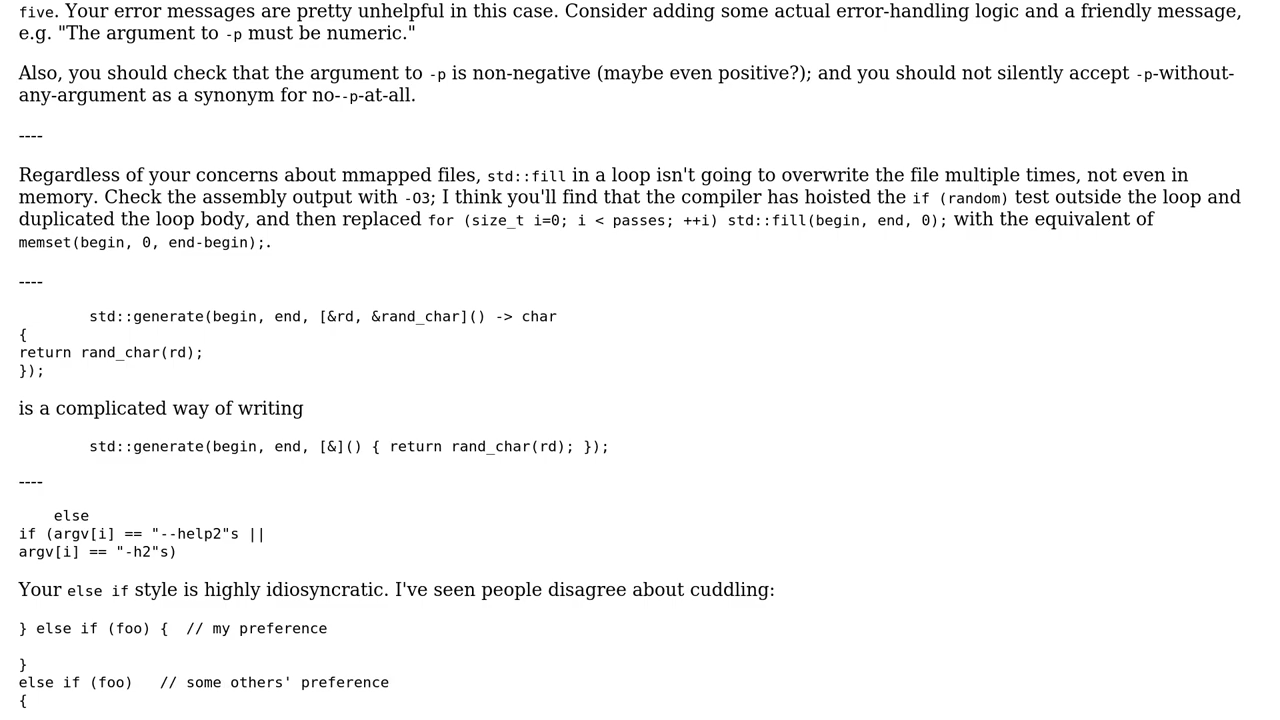 five. Your error messages are pretty unhelpful in this case. Consider adding some actual error-handling logic and a friendly message,
e.g. "The argument to -p must be numeric."
Also, you should check that the argument to -p is non-negative (maybe even positive?); and you should not silently accept -p-without-
any-argument as a synonym for no--p-at-all.
----
Regardless of your concerns about mmapped files, std::fill in a loop isn't going to overwrite the file multiple times, not even in
memory. Check the assembly output with -O3; I think you'll find that the compiler has hoisted the if (random) test outside the loop and
duplicated the loop body, and then replaced for (size_t i=0; i < passes; ++i) std::fill(begin, end, 0); with the equivalent of
memset(begin, 0, end-begin);.
----
        std::generate(begin, end, [&rd, &rand_char]() -> char
{
return rand_char(rd);
});
is a complicated way of writing
        std::generate(begin, end, [&]() { return rand_char(rd); });
----
    else
if (argv[i] == "--help2"s ||
argv[i] == "-h2"s)
Your else if style is highly idiosyncratic. I've seen people disagree about cuddling:
} else if (foo) {  // my preference
}
else if (foo)   // some others' preference
{